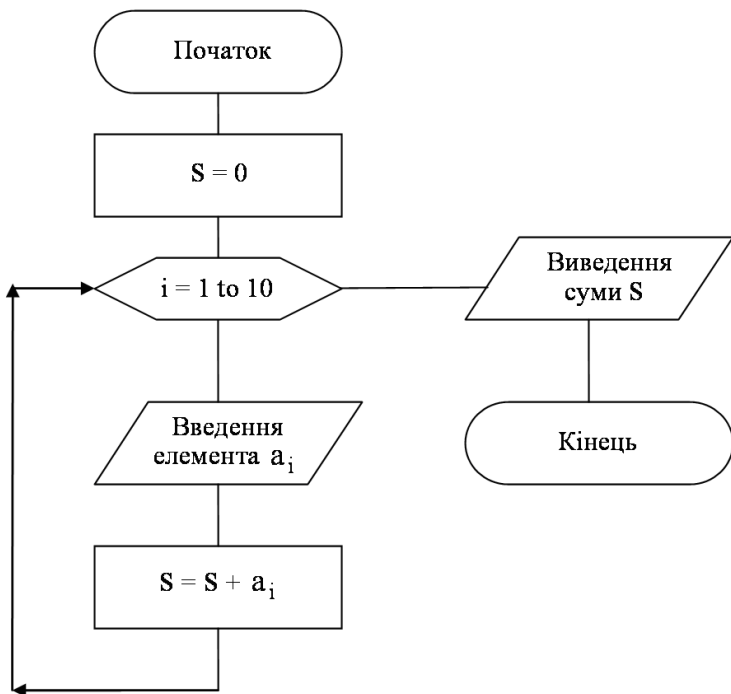 Початок
S = 0
i = 1 to 10
Введення
елемента a i
S = S + a i
Виведення
суми S
Кінець